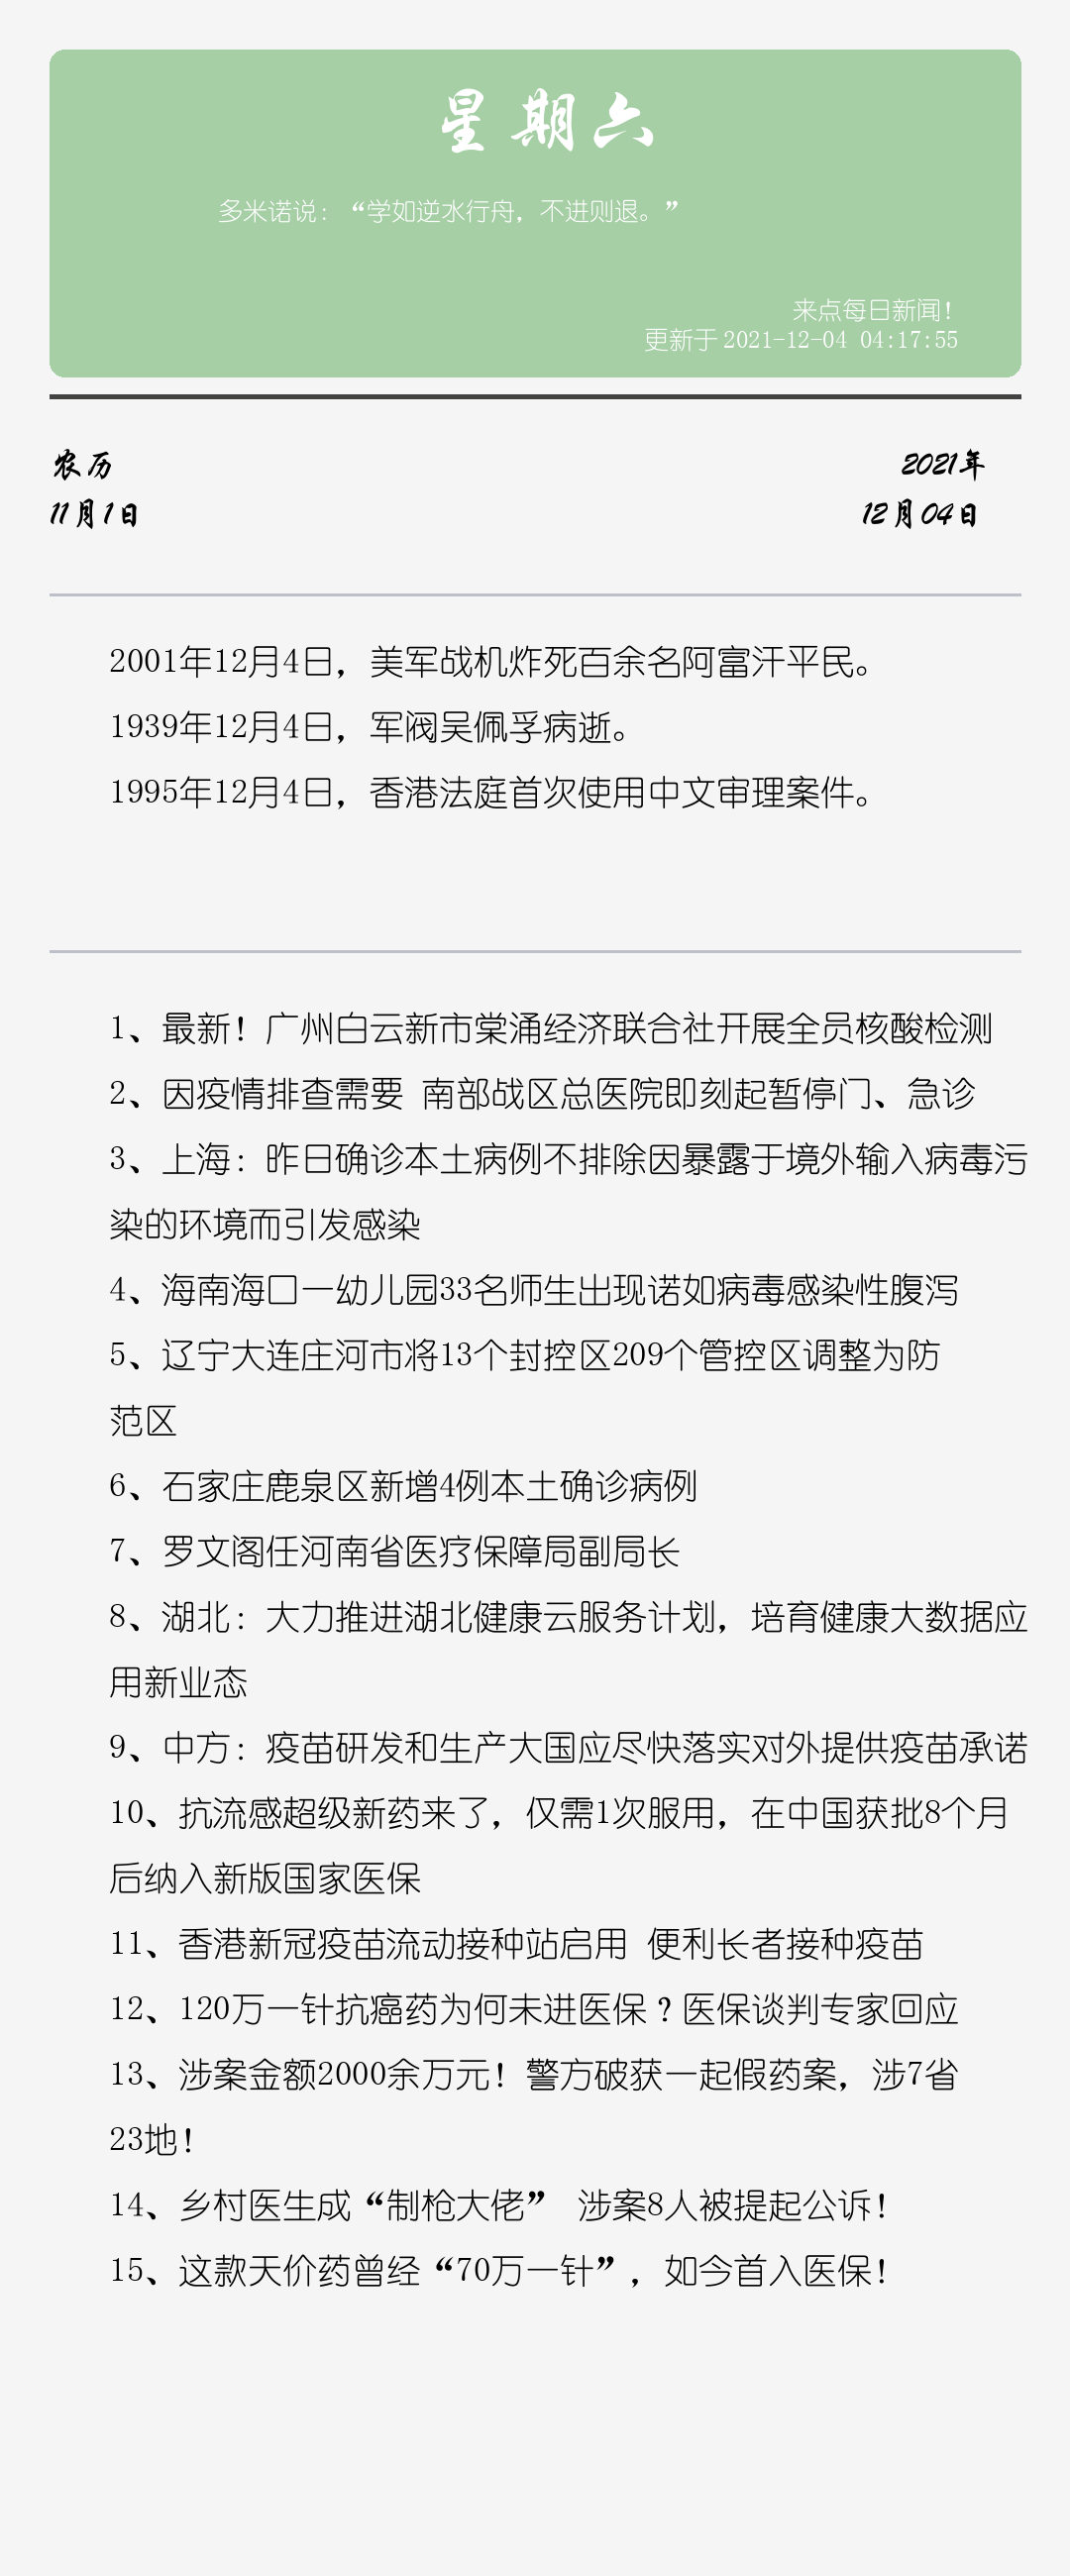 星期六
多米诺说：“学如逆水行舟，不进则退。”
来点每日新闻！
更新于 2021-12-04 04:17:55
农历
2021年
11月1日
12月04日
2001年12月4日，美军战机炸死百余名阿富汗平民。
1939年12月4日，军阀吴佩孚病逝。
1995年12月4日，香港法庭首次使用中文审理案件。
1、最新！广州白云新市棠涌经济联合社开展全员核酸检测
2、因疫情排查需要 南部战区总医院即刻起暂停门、急诊
3、上海：昨日确诊本土病例不排除因暴露于境外输入病毒污
染的环境而引发感染
4、海南海口一幼儿园33名师生出现诺如病毒感染性腹泻
5、辽宁大连庄河市将13个封控区209个管控区调整为防
范区
6、石家庄鹿泉区新增4例本土确诊病例
7、罗文阁任河南省医疗保障局副局长
8、湖北：大力推进湖北健康云服务计划，培育健康大数据应
用新业态
9、中方：疫苗研发和生产大国应尽快落实对外提供疫苗承诺
10、抗流感超级新药来了，仅需1次服用，在中国获批8个月
后纳入新版国家医保
11、香港新冠疫苗流动接种站启用 便利长者接种疫苗
12、120万一针抗癌药为何未进医保？医保谈判专家回应
13、涉案金额2000余万元！警方破获一起假药案，涉7省
23地！
14、乡村医生成“制枪大佬” 涉案8人被提起公诉！
15、这款天价药曾经“70万一针”，如今首入医保！